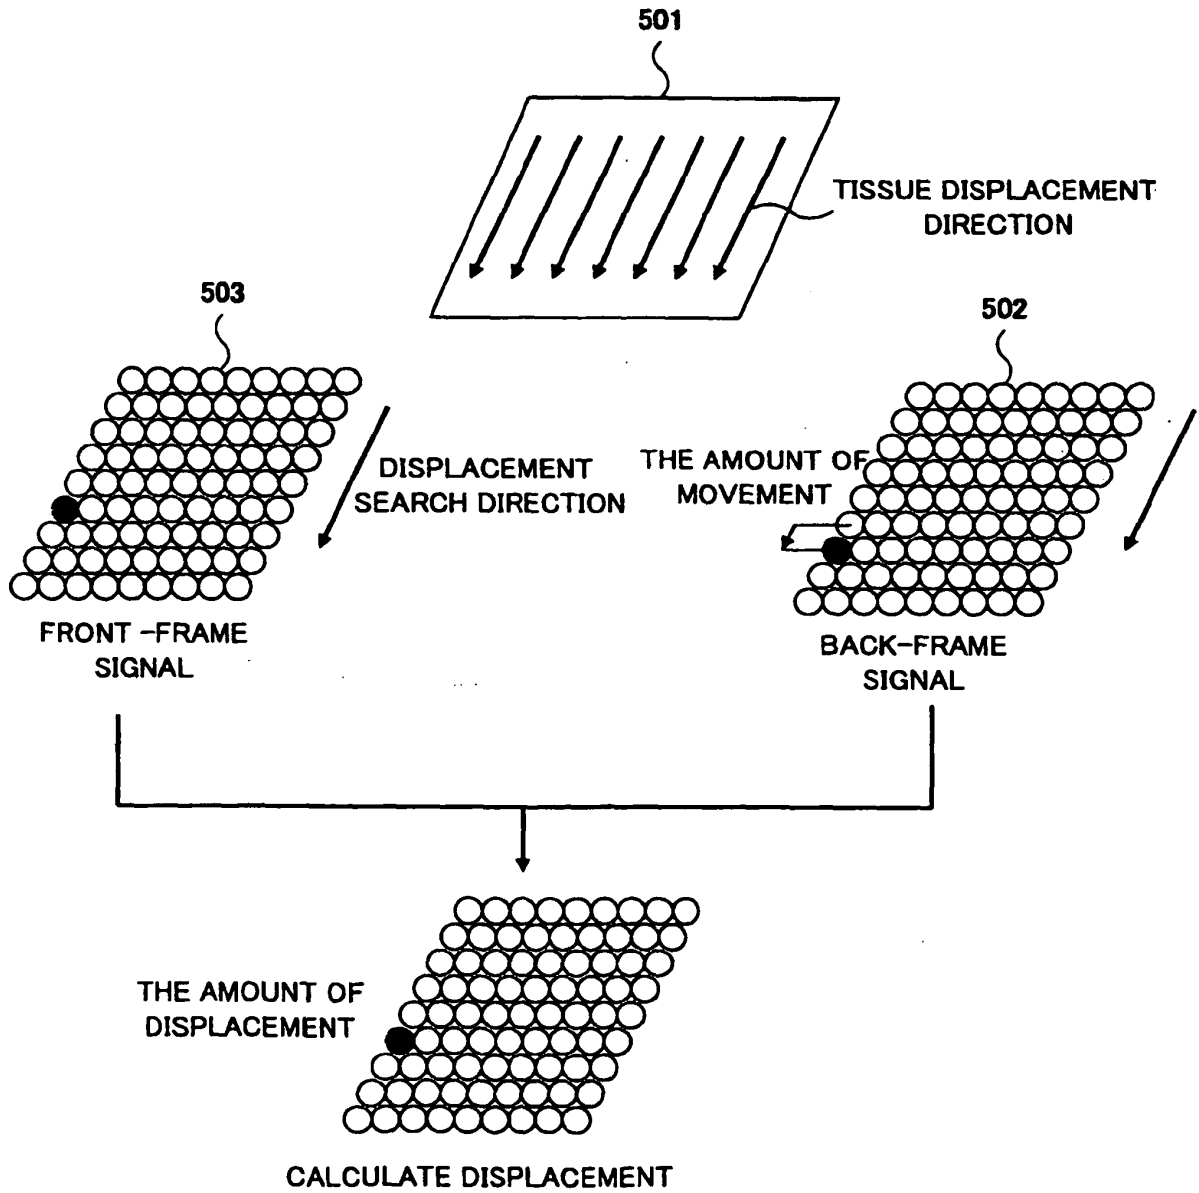 501
TISSUE DISPLACEMENT
DIRECTION
503
502
DISPLACEMENT
SEARCH DIRECTION
THE AMOUNT OF
MOVEMENT
FRONT -FRAME
SIGNAL
BACK-FRAME
SIGNAL
THE AMOUNT OF
DISPLACEMENT
CALCULATE DISPLACEMENT